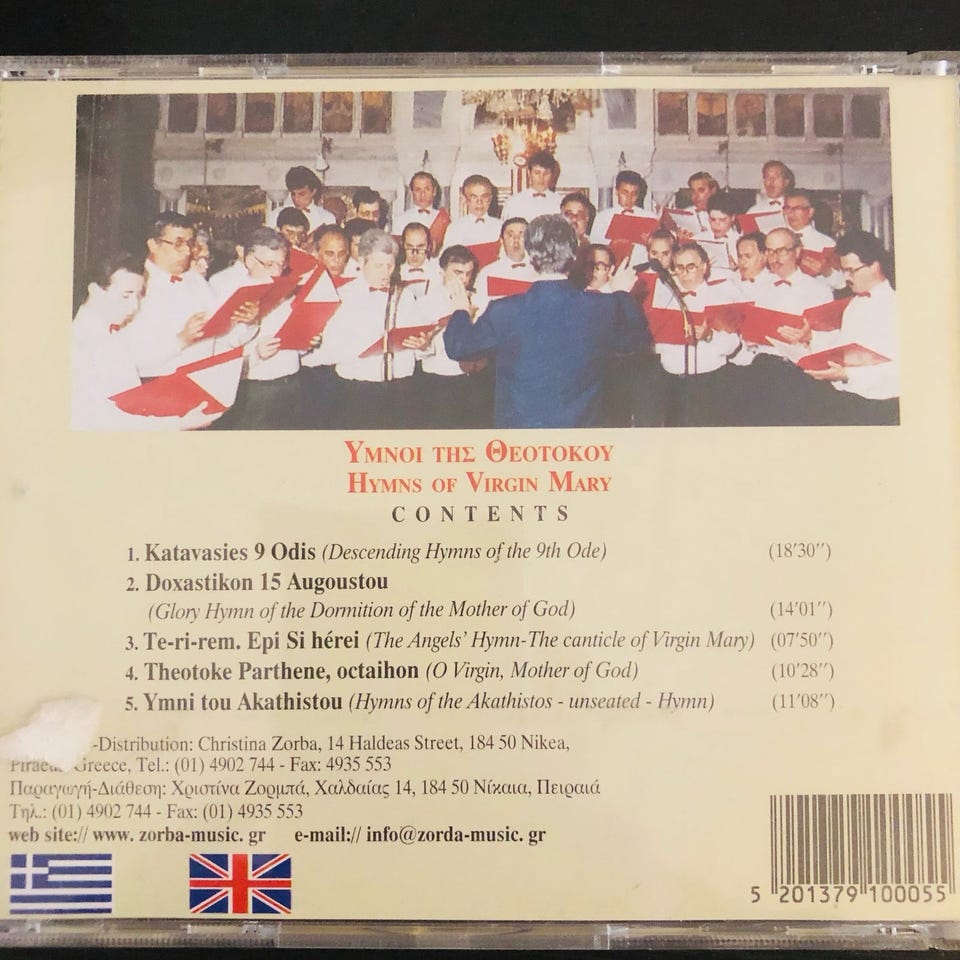 ΥΜΝΟΙ ΤΗΣ ΘΕΟΤΟΚΟΥ
HYMNS OF VIRGIN MARY
CONTENTS
1. Katavasies 9 Odis (Descending Hymns of the 9th Ode) (18'30'')
2. Doxastikon 15 Augoustou
(Glory Hymn of the Dormition of the Mother of God) (14'01'')
3. Te-ri-rem. Epi Si hérei (The Angels' Hymn-The canticle of Virgin Mary) (07'50'')
4. Theotoke Parthene, octaihon (O Virgin, Mother of God) (10'28'')
5. Ymni tou Akathistou (Hymns of the Akathistos - unseated - Hymn) (11'08'')
-Distribution: Christina Zorba, 14 Haldeas Street, 184 50 Nikea,
Greece, Tel.: (01) 4902 744 - Fax: 4935 553
Παραγωγή-Διάθεση: Χριστίνα Ζορμπά, Χαλδαίας 14, 184 50 Νίκαια, Πειραιά
Τηλ.: (01) 4902 744 - Fax: (01) 4935 553
web site:// www. zorba-music. gr e-mail:// info@zorda-music. gr
5 201379 100055